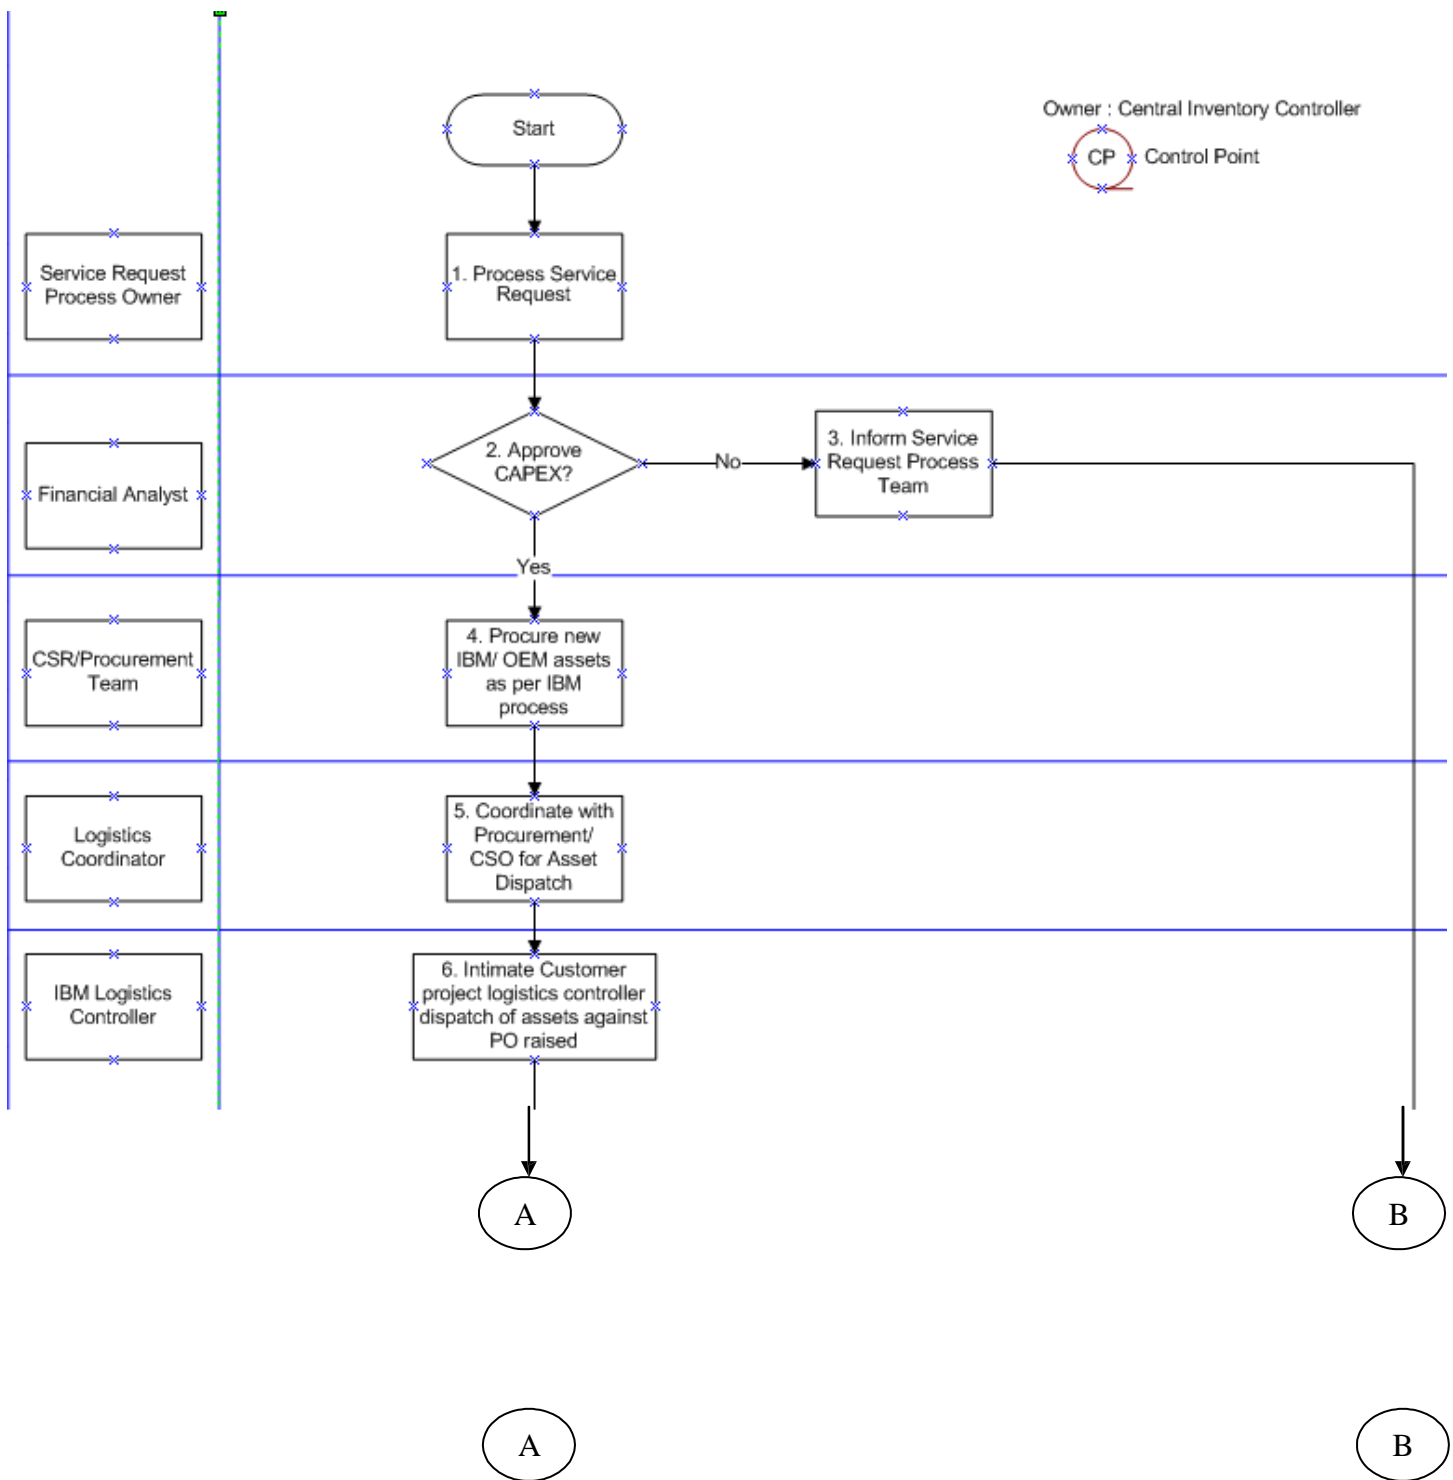 Start
Owner : Central Inventory Controller
CP
Control Point
Service Request
Process Owner
1. Process Service
Request
Financial Analyst
2. Approve
CAPEX?
No
3. Inform Service
Request Process
Team
Yes
CSR/Procurement
Team
4. Procure new
IBM/ OEM assets
as per IBM
process
Logistics
Coordinator
5. Coordinate with
Procurement/
CSO for Asset
Dispatch
IBM Logistics
Controller
6. Intimate Customer
project logistics controller
dispatch of assets against
PO raised
A
B
A
B